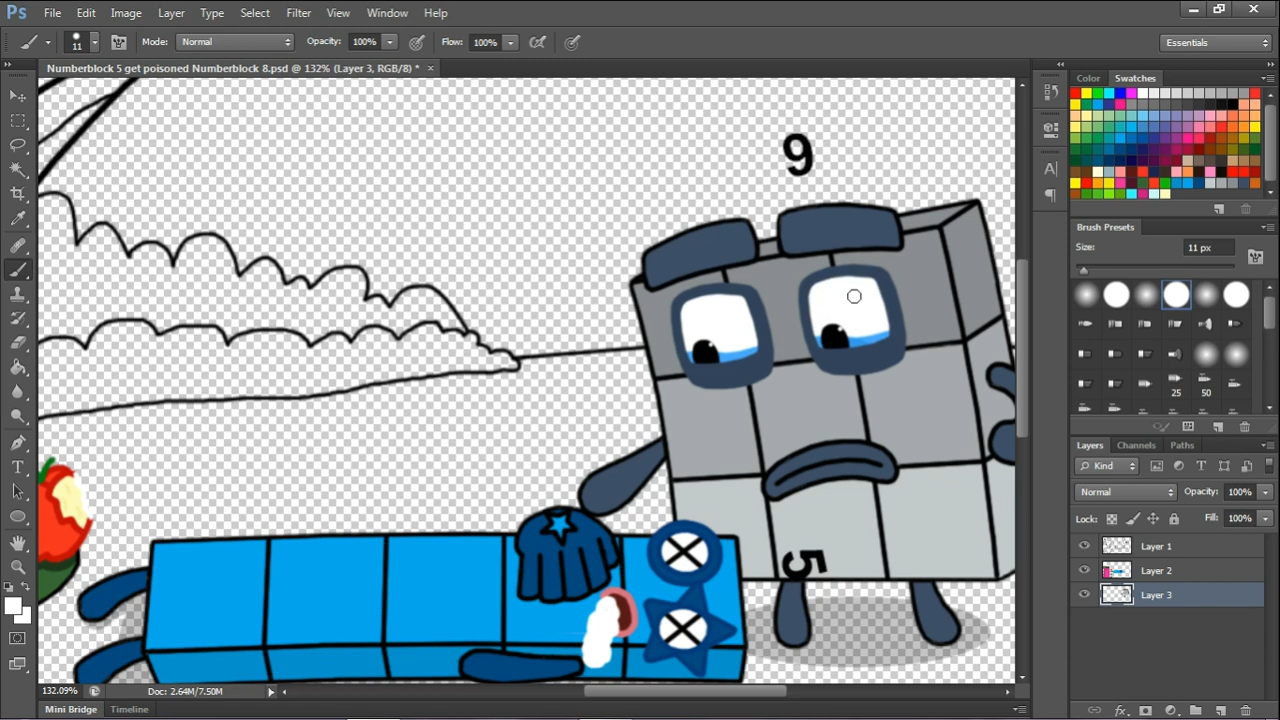 Ps File Edit Image Layer Type Select Filter 3D View Window Help
11 Mode: Normal Opacity: 100% Flow: 100% Essentials
Numberblock 5 get poisoned Numberblock 8.psd @ 132% (Layer 3, RGB/8) *
Color Swatches
Brush Presets
Size: 11 px
25 50
Layers Channels Paths
Kind
Normal Opacity: 100%
Lock: Fill: 100%
Layer 1
Layer 2
Layer 3
9
5
132.09% Doc: 2.64M/7.50M
Mini Bridge Timeline